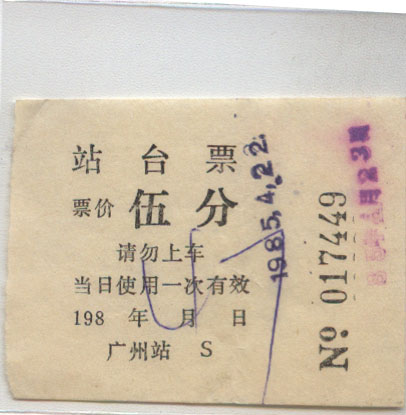 站台票
票价 伍分
请勿上车
当日使用一次有效
198 年 月 日
广州站 S
1985.4.22
№ 017449